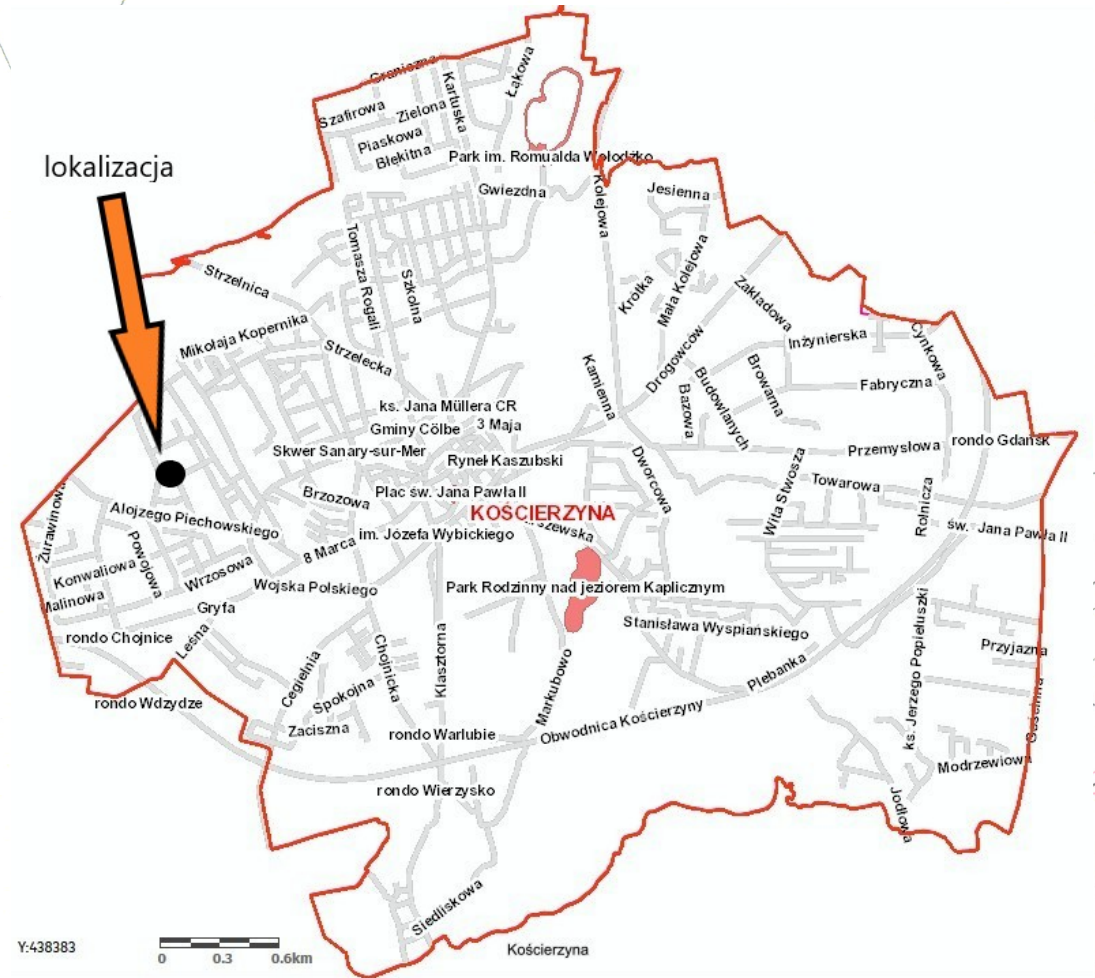 Graniczna
Szafirowa
Zielona
Kartuska
Łąkowa
Piaskowa
Błękitna
Park im. Romualda Wołodźko
lokalizacja
Gwiezdna
Kolejowa
Jesienna
Tomasza Rogali
Szkolna
Strzelnica
Krótka
Mała Kolejowa
Zakładowa
Mikołaja Kopernika
Strzelecka
Drogowców
Inżynierska
Cynkowa
Kamienna
Budowlanych
Bazowa
Browarna
Fabryczna
ks. Jana Müllera CR
Gminy Cölbe
3 Maja
Skwer Sanary-sur-Mer
Rynek Kaszubski
Przemysłowa
rondo Gdańsk
Dworcowa
Wita Stwosza
Towarowa
Rolnicza
Brzozowa
Plac św. Jana Pawła II
KOŚCIERZYNA
Żurawinowa
Alojzego Piechowskiego
8 Marca
im. Józefa Wybickiego
św. Jana Pawła II
Powojowa
Konwaliowa
Wrzosowa
Malinowa
Wojska Polskiego
Park Rodzinny nad jeziorem Kaplicznym
Gryfa
Stanisława Wyspiańskiego
rondo Chojnice
Leśna
Cegielnia
Chojnicka
Klasztorna
Markubowo
Plebanka
ks. Jerzego Popiełuszki
Przyjazna
Gościnna
rondo Wdzydze
Spokojna
Zaciszna
rondo Warlubie
Obwodnica Kościerzyny
Modrzewiowa
rondo Wierzysko
Jodłowa
Siedliskowa
Y:438383
0 0.3 0.6km
Kościerzyna